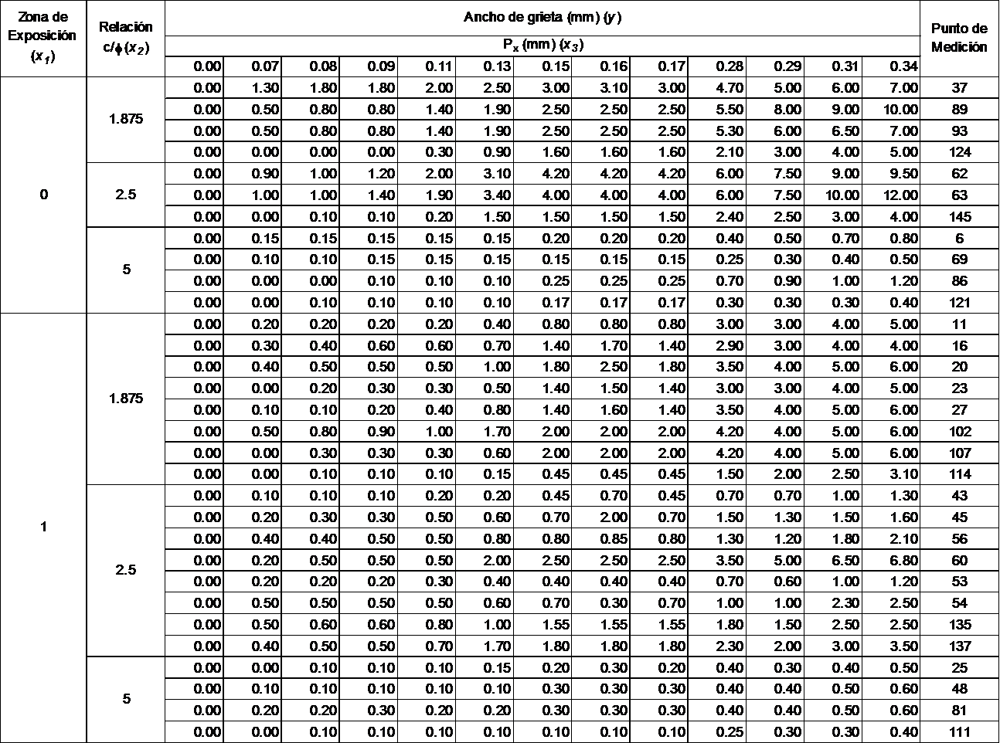 Zona de Exposición (x1) Relación c/ϕ (x2) Ancho de grieta (mm) (y) Punto de Medición
Px (mm) (x3)
0.00 0.07 0.08 0.09 0.11 0.13 0.15 0.16 0.17 0.28 0.29 0.31 0.34
0 1.875 0.00 1.30 1.80 1.80 2.00 2.50 3.00 3.10 3.00 4.70 5.00 6.00 7.00 37
0.00 0.50 0.80 0.80 1.40 1.90 2.50 2.50 2.50 5.50 8.00 9.00 10.00 89
0.00 0.50 0.80 0.80 1.40 1.90 2.50 2.50 2.50 5.30 6.00 6.50 7.00 93
0.00 0.00 0.00 0.00 0.30 0.90 1.60 1.60 1.60 2.10 3.00 4.00 5.00 124
2.5 0.00 0.90 1.00 1.20 2.00 3.10 4.20 4.20 4.20 6.00 7.50 9.00 9.50 62
0.00 1.00 1.00 1.40 1.90 3.40 4.00 4.00 4.00 6.00 7.50 10.00 12.00 63
0.00 0.00 0.10 0.10 0.20 1.50 1.50 1.50 1.50 2.40 2.50 3.00 4.00 145
5 0.00 0.15 0.15 0.15 0.15 0.15 0.20 0.20 0.20 0.40 0.50 0.70 0.80 6
0.00 0.10 0.10 0.15 0.15 0.15 0.15 0.15 0.15 0.25 0.30 0.40 0.50 69
0.00 0.00 0.00 0.10 0.10 0.10 0.25 0.25 0.25 0.70 0.90 1.00 1.20 86
0.00 0.00 0.10 0.10 0.10 0.10 0.17 0.17 0.17 0.30 0.30 0.30 0.40 121
1 1.875 0.00 0.20 0.20 0.20 0.20 0.40 0.80 0.80 0.80 3.00 3.00 4.00 5.00 11
0.00 0.30 0.40 0.60 0.60 0.70 1.40 1.70 1.40 2.90 3.00 4.00 4.00 16
0.00 0.40 0.50 0.50 0.50 1.00 1.80 2.50 1.80 3.50 4.00 5.00 6.00 20
0.00 0.00 0.20 0.30 0.30 0.50 1.40 1.50 1.40 3.00 3.00 4.00 5.00 23
0.00 0.10 0.10 0.20 0.40 0.80 1.40 1.60 1.40 3.50 4.00 5.00 6.00 27
0.00 0.50 0.80 0.90 1.00 1.70 2.00 2.00 2.00 4.20 4.00 5.00 6.00 102
0.00 0.00 0.30 0.30 0.30 0.60 2.00 2.00 2.00 4.20 4.00 5.00 6.00 107
0.00 0.00 0.10 0.10 0.10 0.15 0.45 0.45 0.45 1.50 2.00 2.50 3.10 114
2.5 0.00 0.10 0.10 0.10 0.20 0.20 0.45 0.70 0.45 0.70 0.70 1.00 1.30 43
0.00 0.20 0.30 0.30 0.50 0.60 0.70 2.00 0.70 1.50 1.30 1.50 1.60 45
0.00 0.40 0.40 0.50 0.50 0.80 0.80 0.85 0.80 1.30 1.20 1.80 2.10 56
0.00 0.20 0.50 0.50 0.50 2.00 2.50 2.50 2.50 3.50 5.00 6.50 6.80 60
0.00 0.20 0.20 0.20 0.30 0.40 0.40 0.40 0.40 0.70 0.60 1.00 1.20 53
0.00 0.50 0.50 0.50 0.50 0.60 0.70 0.30 0.70 1.00 1.00 2.30 2.50 54
0.00 0.50 0.60 0.60 0.80 1.00 1.55 1.55 1.55 1.80 1.50 2.50 2.50 135
0.00 0.40 0.50 0.50 0.70 1.70 1.80 1.80 1.80 2.30 2.00 3.00 3.50 137
5 0.00 0.00 0.10 0.10 0.10 0.15 0.20 0.30 0.20 0.40 0.30 0.40 0.50 25
0.00 0.10 0.10 0.10 0.10 0.10 0.30 0.30 0.30 0.40 0.40 0.50 0.60 48
0.00 0.20 0.20 0.30 0.20 0.20 0.30 0.30 0.30 0.40 0.40 0.50 0.60 81
0.00 0.00 0.10 0.10 0.10 0.10 0.10 0.10 0.10 0.25 0.30 0.30 0.40 111